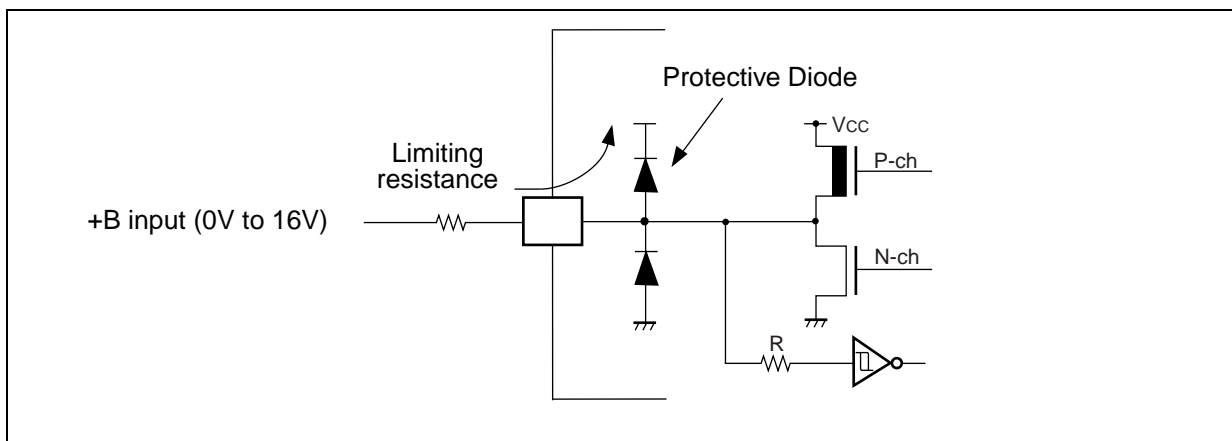 Protective Diode
VCC
Limiting
resistance
P-ch
+B input (0V to 16V)
N-ch
R